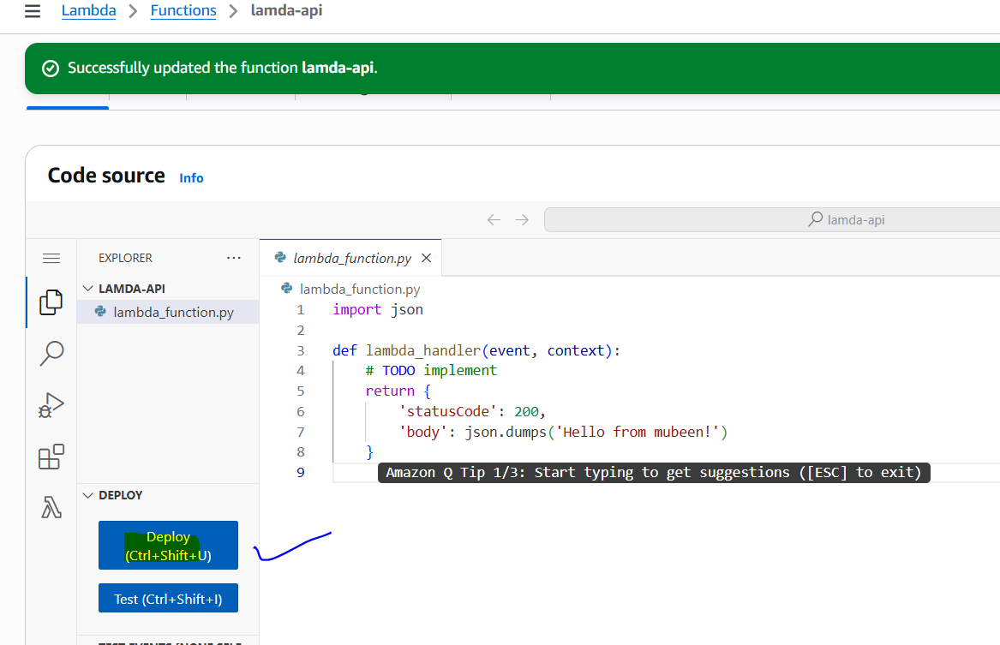 Lambda > Functions > lamda-api
Successfully updated the function lamda-api.
Code source Info
lamda-api
EXPLORER ...
lambda_function.py
LAMDA-API
lambda_function.py
lambda_function.py
1 import json
2
3 def lambda_handler(event, context):
4 # TODO implement
5 return {
6 'statusCode': 200,
7 'body': json.dumps('Hello from mubeen!')
8 }
9 Amazon Q Tip 1/3: Start typing to get suggestions ([ESC] to exit)
DEPLOY
Deploy
(Ctrl+Shift+U)
Test (Ctrl+Shift+I)